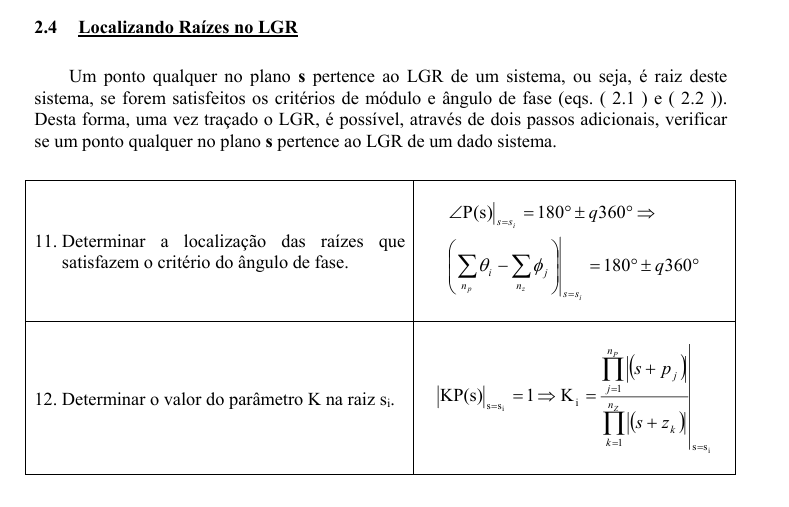 2.4 Localizando Raízes no LGR
Um ponto qualquer no plano s pertence ao LGR de um sistema, ou seja, é raiz deste
sistema, se forem satisfeitos os critérios de módulo e ângulo de fase (eqs. ( 2.1 ) e ( 2.2 )).
Desta forma, uma vez traçado o LGR, é possível, através de dois passos adicionais, verificar
se um ponto qualquer no plano s pertence ao LGR de um dado sistema.
11. Determinar a localização das raízes que
satisfazem o critério do ângulo de fase.
∠P(s)|s=si = 180° ± q360° ⇒
(∑np θi − ∑nz ϕj)|s=si = 180° ± q360°
12. Determinar o valor do parâmetro K na raiz si.
|KP(s)|s=si = 1 ⇒ Ki = ∏j=1nP |(s + pj)| / ∏k=1nZ |(s + zk)| |s=si